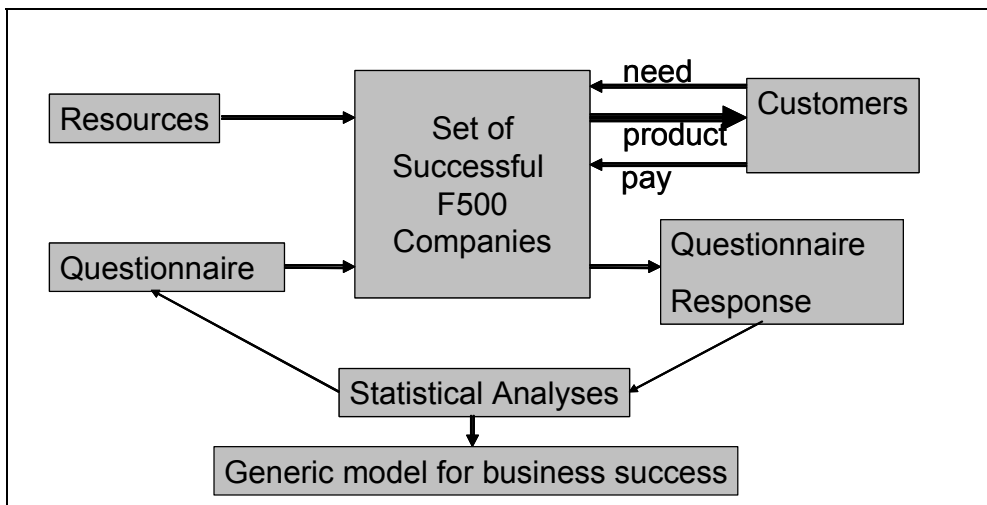 need
Resources
Set of
Successful
F500
Companies
Customers
product
pay
Questionnaire
Questionnaire
Response
Statistical Analyses
Generic model for business success